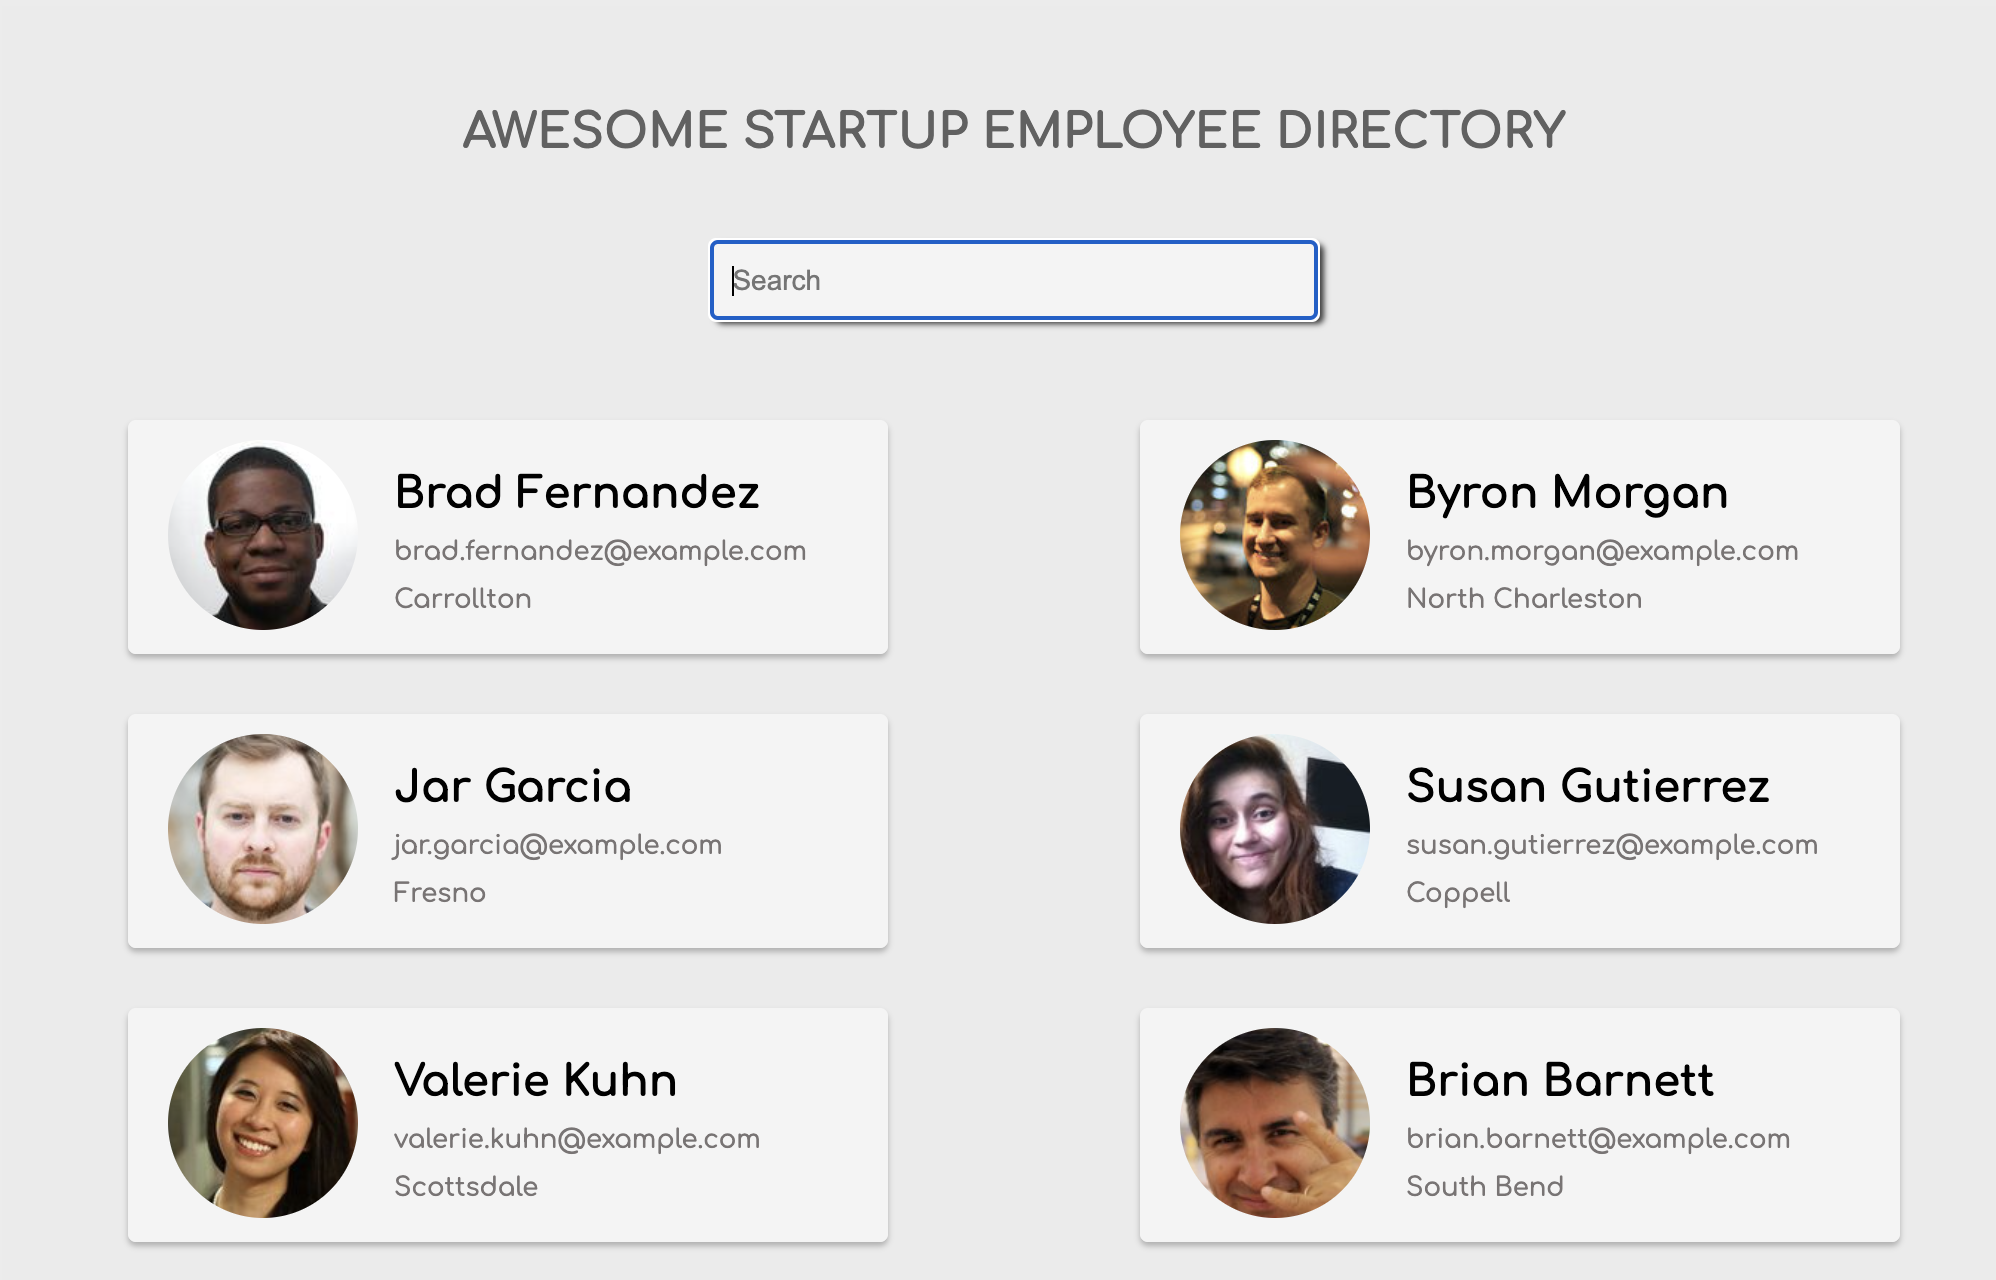 AWESOME STARTUP EMPLOYEE DIRECTORY
Search
Brad Fernandez
brad.fernandez@example.com
Carrollton
Byron Morgan
byron.morgan@example.com
North Charleston
Jar Garcia
jar.garcia@example.com
Fresno
Susan Gutierrez
susan.gutierrez@example.com
Coppell
Valerie Kuhn
valerie.kuhn@example.com
Scottsdale
Brian Barnett
brian.barnett@example.com
South Bend